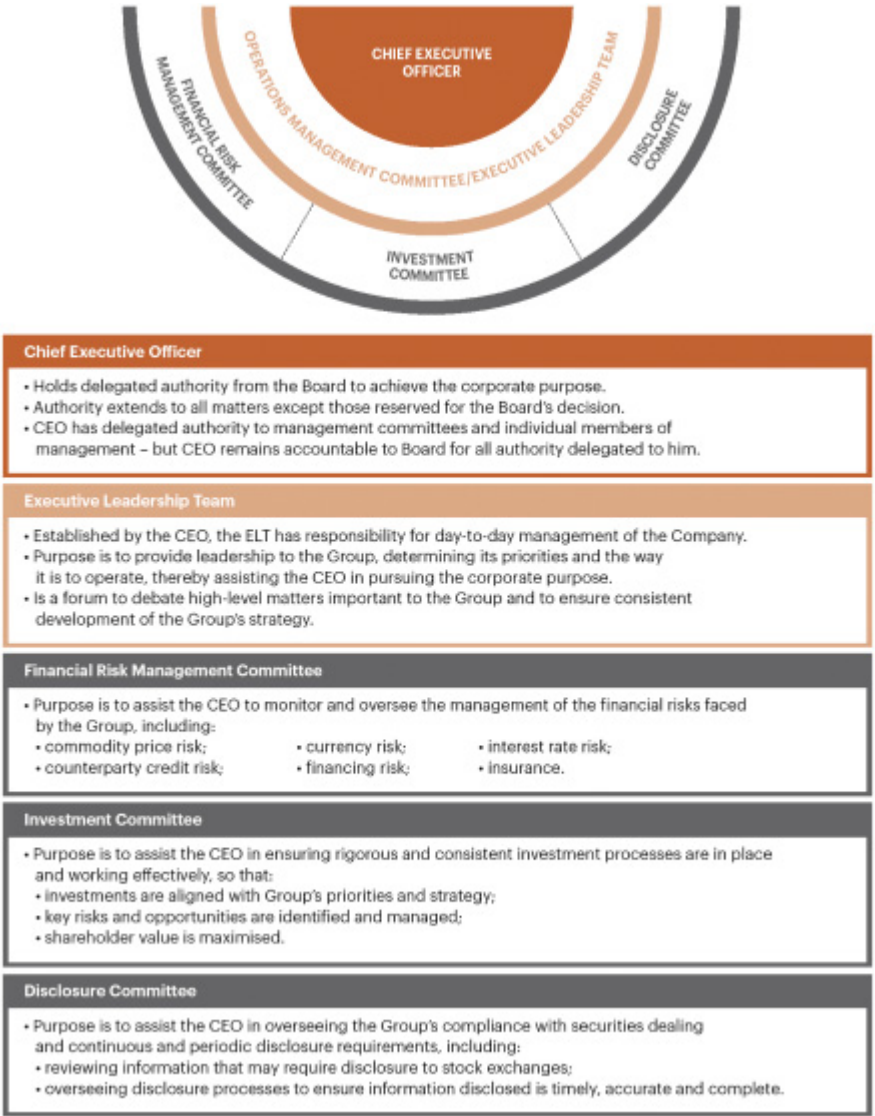 CHIEF EXECUTIVE
OFFICER
OPERATIONS MANAGEMENT COMMITTEE/EXECUTIVE LEADERSHIP TEAM
FINANCIAL RISK
MANAGEMENT COMMITTEE
INVESTMENT
COMMITTEE
DISCLOSURE
COMMITTEE
Chief Executive Officer
• Holds delegated authority from the Board to achieve the corporate purpose.
• Authority extends to all matters except those reserved for the Board's decision.
• CEO has delegated authority to management committees and individual members of
management – but CEO remains accountable to Board for all authority delegated to him.
Executive Leadership Team
• Established by the CEO, the ELT has responsibility for day-to-day management of the Company.
• Purpose is to provide leadership to the Group, determining its priorities and the way
it is to operate, thereby assisting the CEO in pursuing the corporate purpose.
• Is a forum to debate high-level matters important to the Group and to ensure consistent
development of the Group's strategy.
Financial Risk Management Committee
• Purpose is to assist the CEO to monitor and oversee the management of the financial risks faced
by the Group, including:
• commodity price risk; • currency risk; • interest rate risk;
• counterparty credit risk; • financing risk; • insurance.
Investment Committee
• Purpose is to assist the CEO in ensuring rigorous and consistent investment processes are in place
and working effectively, so that:
• investments are aligned with Group's priorities and strategy;
• key risks and opportunities are identified and managed;
• shareholder value is maximised.
Disclosure Committee
• Purpose is to assist the CEO in overseeing the Group's compliance with securities dealing
and continuous and periodic disclosure requirements, including:
• reviewing information that may require disclosure to stock exchanges;
• overseeing disclosure processes to ensure information disclosed is timely, accurate and complete.